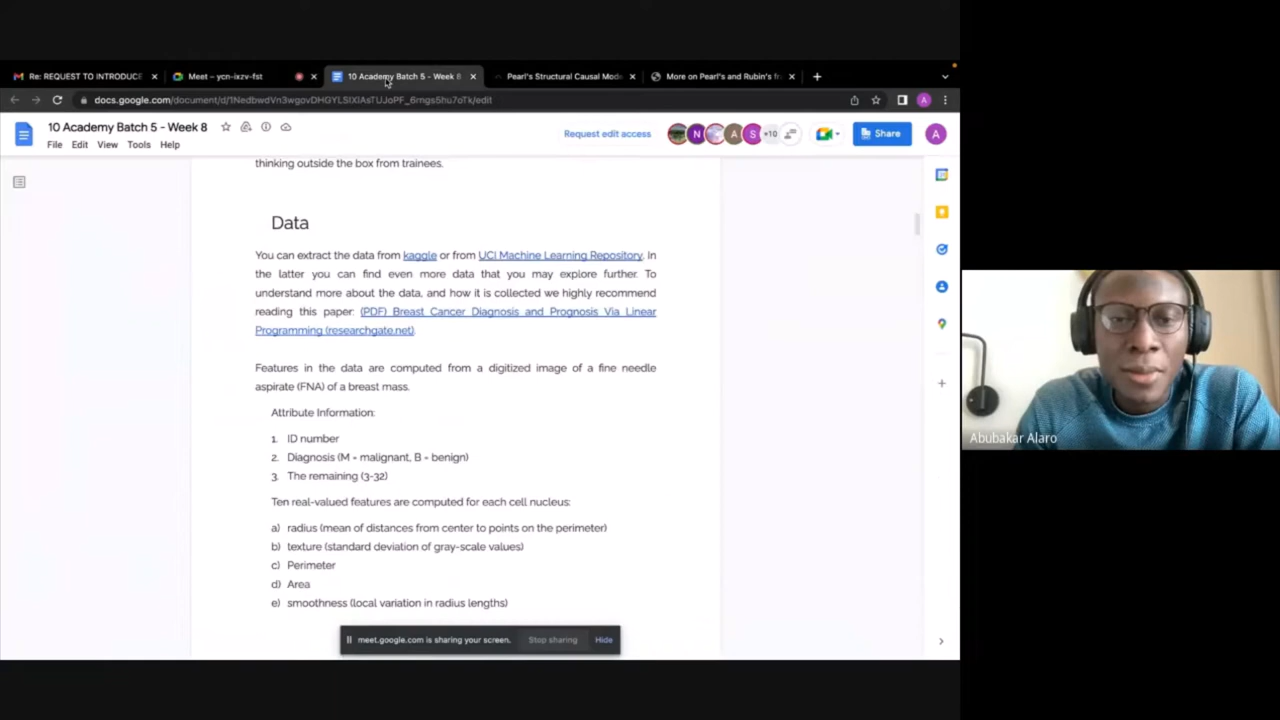 Re: REQUEST TO INTRODUCE
Meet – ycn-ixzv-fst
10 Academy Batch 5 - Week 8
Pearl's Structural Causal Mode
More on Pearl's and Rubin's fra
10 Academy Batch 5 - Week 8
File Edit View Tools Help
Request edit access
N
A
S
+10
Share
A
thinking outside the box from trainees.
Data
You can extract the data from kaggle or from UCI Machine Learning Repository. In
the latter you can find even more data that you may explore further. To
understand more about the data, and how it is collected we highly recommend
reading this paper: (PDF) Breast Cancer Diagnosis and Prognosis Via Linear
Programming (researchgate.net).
Features in the data are computed from a digitized image of a fine needle
aspirate (FNA) of a breast mass.
Attribute Information:
1. ID number
2. Diagnosis (M = malignant, B = benign)
3. The remaining (3-32)
Ten real-valued features are computed for each cell nucleus:
a) radius (mean of distances from center to points on the perimeter)
b) texture (standard deviation of gray-scale values)
c) Perimeter
d) Area
e) smoothness (local variation in radius lengths)
meet.google.com is sharing your screen. Stop sharing Hide
Abubakar Alaro